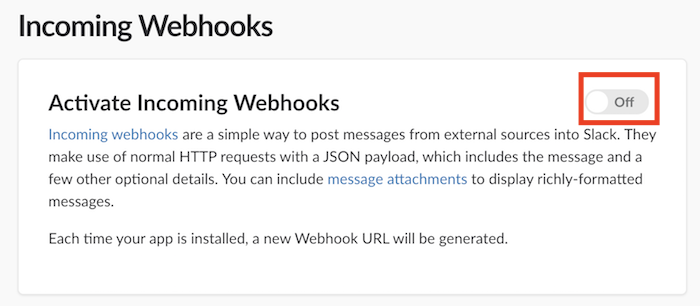 Incoming Webhooks
Activate Incoming Webhooks
Off
Incoming webhooks are a simple way to post messages from external sources into Slack. They
make use of normal HTTP requests with a JSON payload, which includes the message and a
few other optional details. You can include message attachments to display richly-formatted
messages.
Each time your app is installed, a new Webhook URL will be generated.